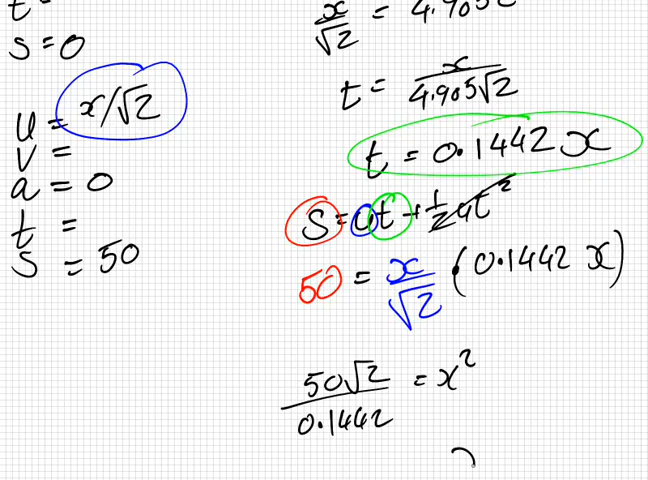 t =
s = 0
u = x/√2
v =
a = 0
t =
s = 50
x/√2 = 4.905t
t = x/4.905√2
t = 0.1442x
s = ut + ½at²
50 = x/√2 (0.1442x)
50√2/0.1442 = x²